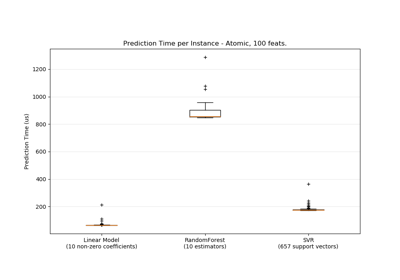 Prediction Time per Instance - Atomic, 100 feats.
1200
1000
800
600
400
200
Prediction Time (us)
Linear Model
(10 non-zero coefficients)
RandomForest
(10 estimators)
SVR
(657 support vectors)